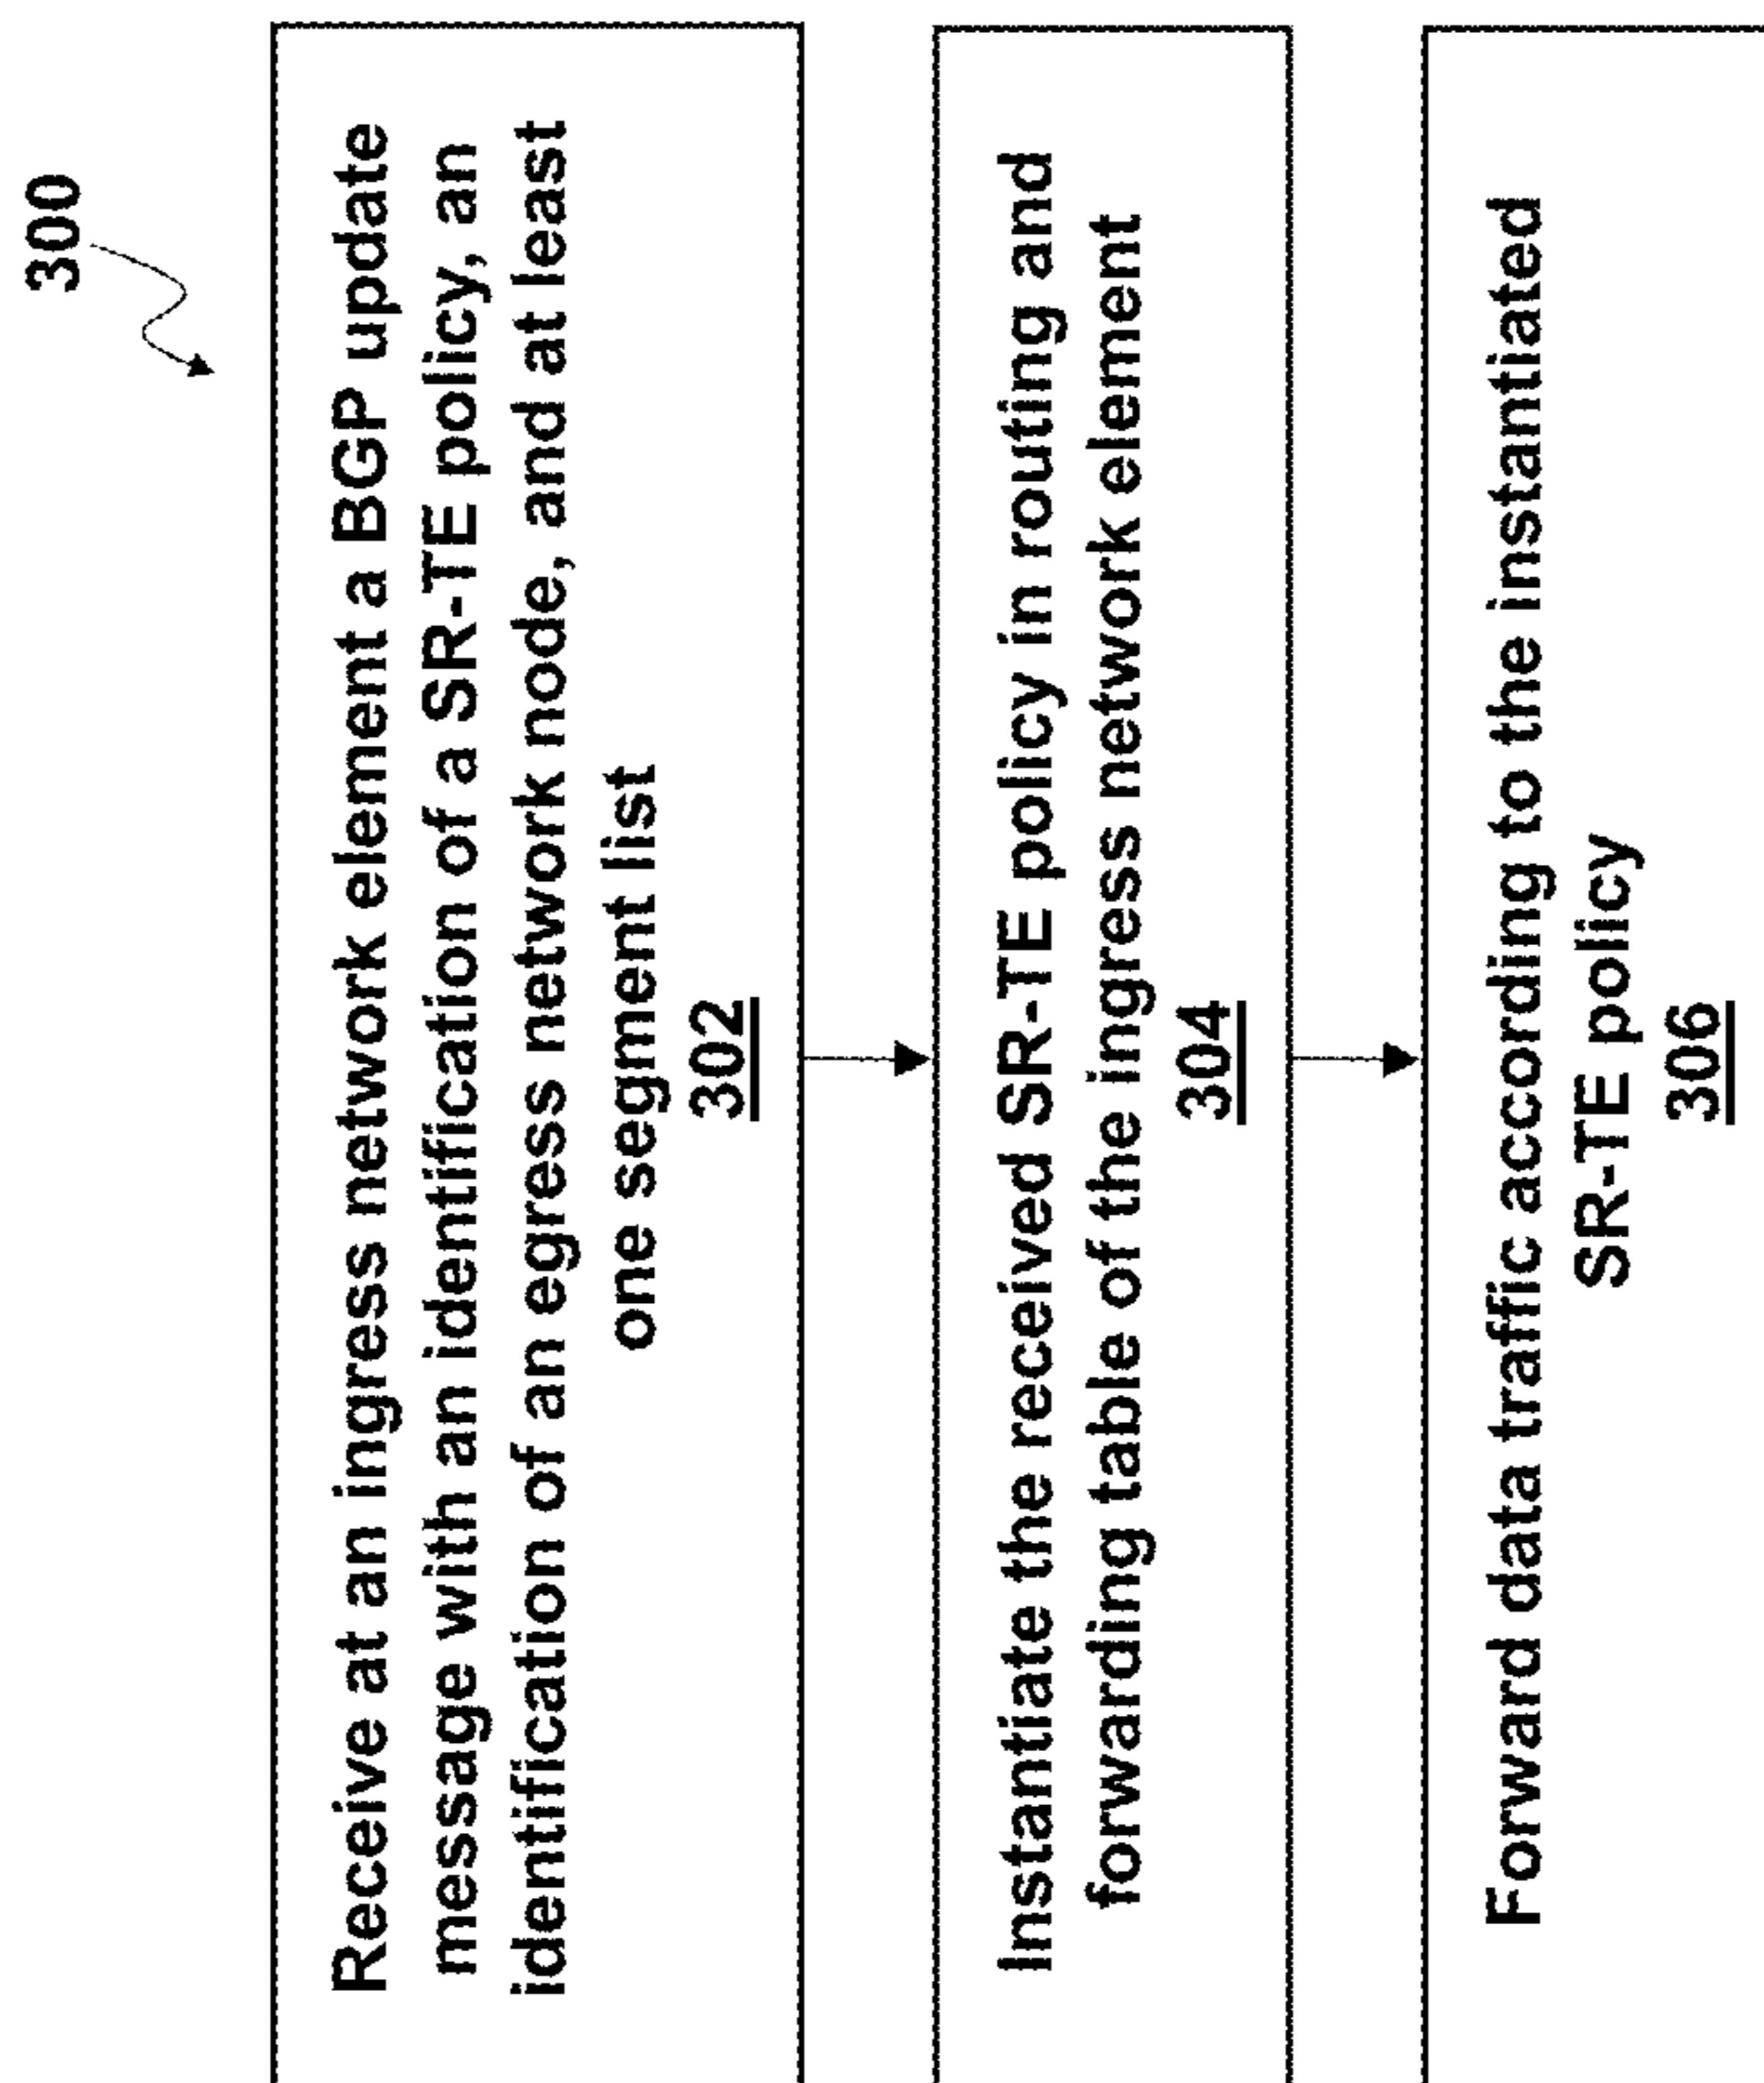 300
Receive at an ingress network element a BGP update
message with an identification of a SR-TE policy, an
identification of an egress network node, and at least
one segment list
302
Instantiate the received SR-TE policy in routing and
forwarding table of the ingress network element
304
Forward data traffic according to the instantiated
SR-TE policy
306